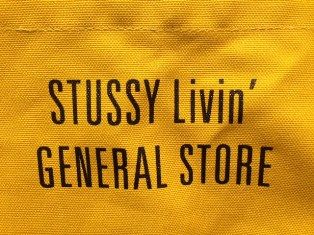 STUSSY Livin'
GENERAL STORE